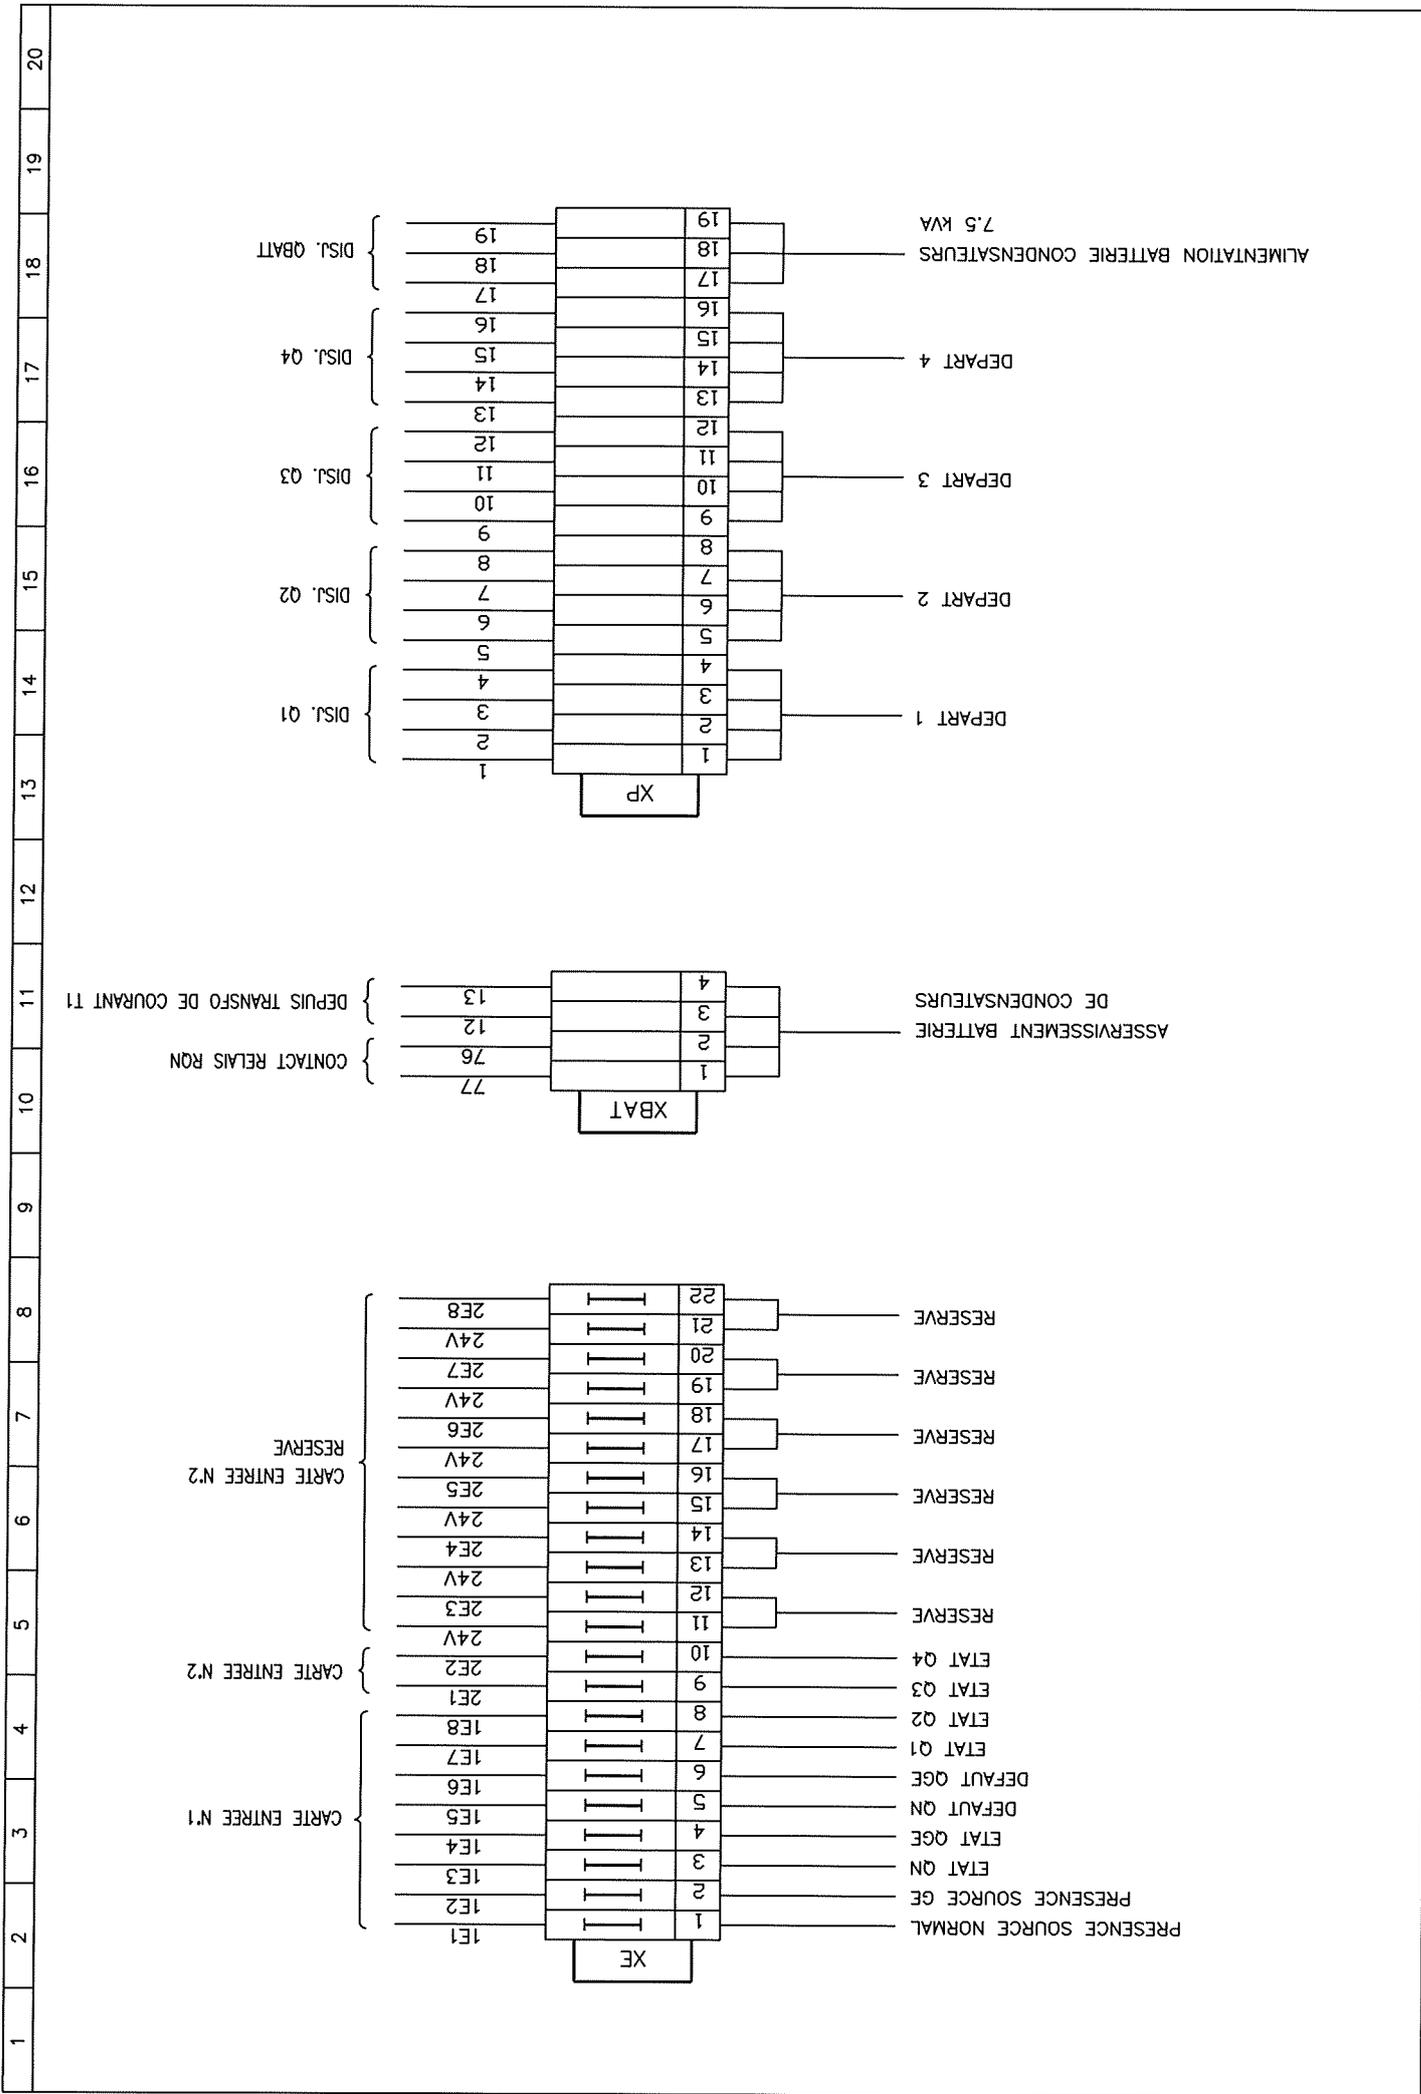 1 2 3 4 5 6 7 8 9 10 11 12 13 14 15 16 17 18 19 20
XE
PRESENCE SOURCE NORMAL 1 1E1
PRESENCE SOURCE GE 2 1E2
ETAT QN 3 1E3
ETAT QGE 4 1E4
DEFAUT QN 5 1E5
DEFAUT QGE 6 1E6
ETAT Q1 7 1E7
ETAT Q2 8 1E8
CARTE ENTREE N°1
ETAT Q3 9 2E1
ETAT Q4 10 2E2
CARTE ENTREE N°2
RESERVE 11 24V
12 2E3
RESERVE 13 24V
14 2E4
RESERVE 15 24V
16 2E5
RESERVE 17 24V
18 2E6
RESERVE 19 24V
20 2E7
RESERVE 21 24V
22 2E8
CARTE ENTREE N°2
RESERVE
XBAT
1 77
2 76
3 12
4 13
ASSERVISSEMENT BATTERIE
DE CONDENSATEURS
CONTACT RELAIS RQN
DEPUIS TRANSFO DE COURANT T1
XP
1 1
2 2
3 3
4 4
DEPART 1
DISJ. Q1
5 5
6 6
7 7
8 8
DEPART 2
DISJ. Q2
9 9
10 10
11 11
12 12
DEPART 3
DISJ. Q3
13 13
14 14
15 15
16 16
DEPART 4
DISJ. Q4
17 17
18 18
19 19
ALIMENTATION BATTERIE CONDENSATEURS
7.5 kVA
DISJ. QBATT